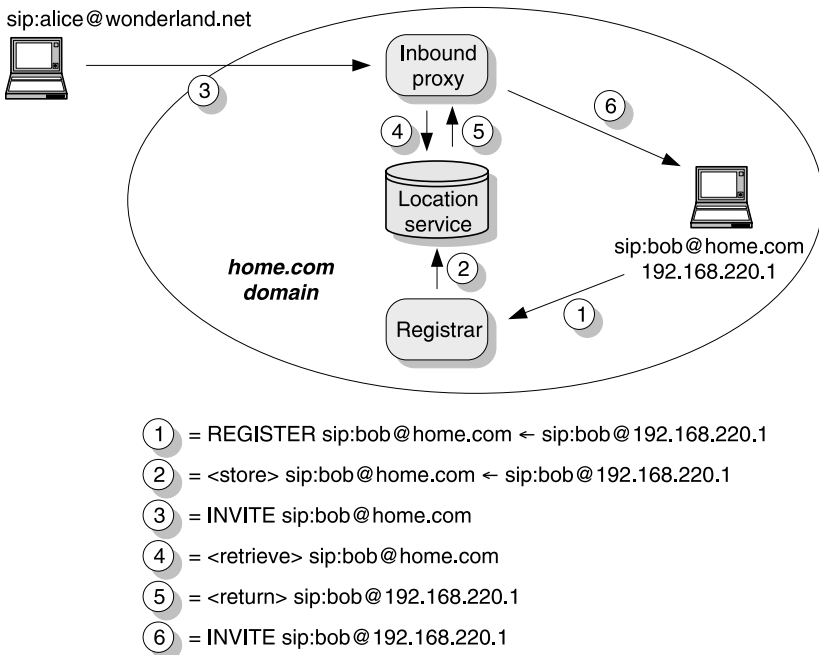 sip:alice@wonderland.net
Inbound
proxy
3
6
4
5
Location
service
sip:bob@home.com
192.168.220.1
home.com
domain
2
1
Registrar
1 = REGISTER sip:bob@home.com ← sip:bob@192.168.220.1
2 = <store> sip:bob@home.com ← sip:bob@192.168.220.1
3 = INVITE sip:bob@home.com
4 = <retrieve> sip:bob@home.com
5 = <return> sip:bob@192.168.220.1
6 = INVITE sip:bob@192.168.220.1